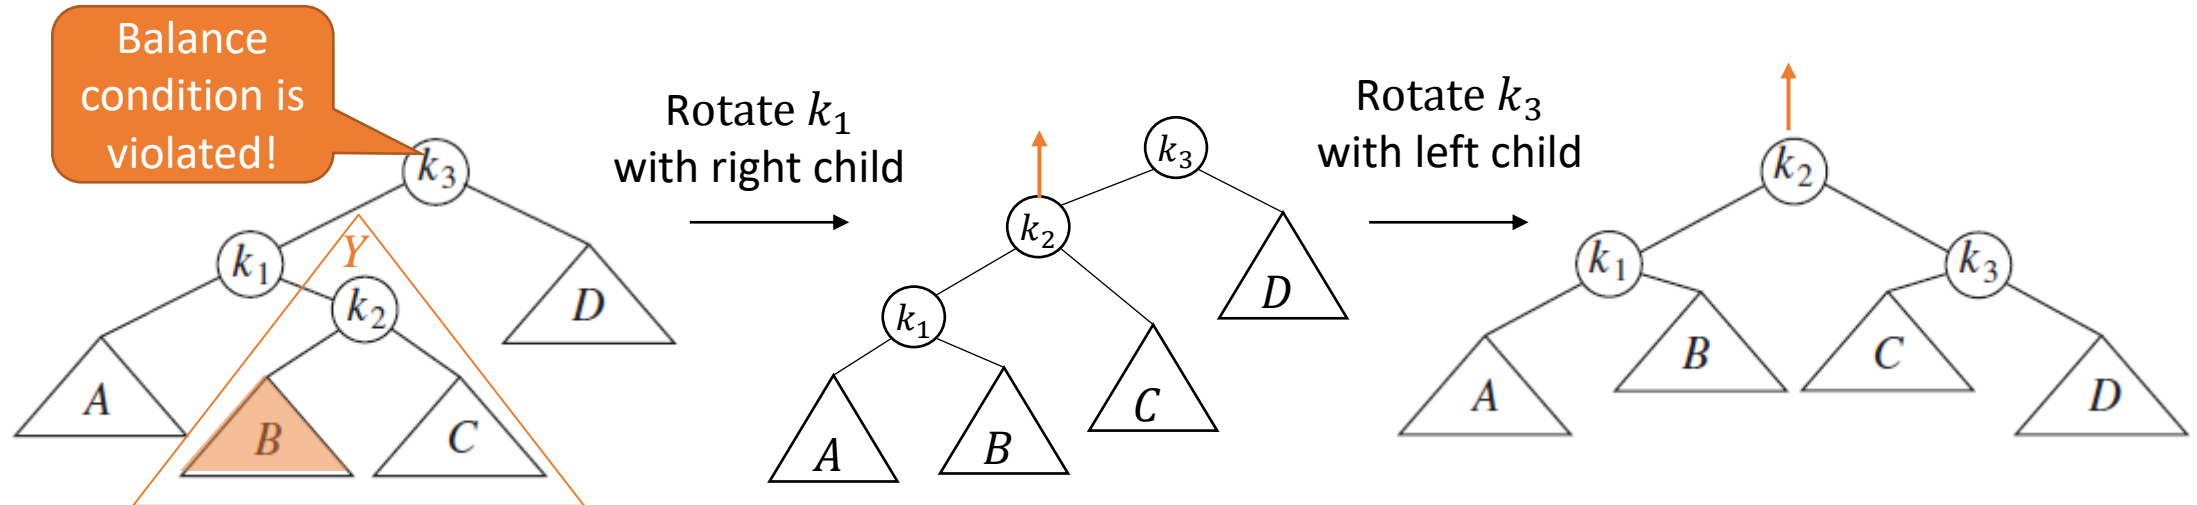 Balance
condition is
violated!
k₃
k₁
Y
k₂
A
B
C
D
Rotate k₁
with right child
k₃
k₂
k₁
D
A
B
C
Rotate k₃
with left child
k₂
k₁
k₃
A
B
C
D